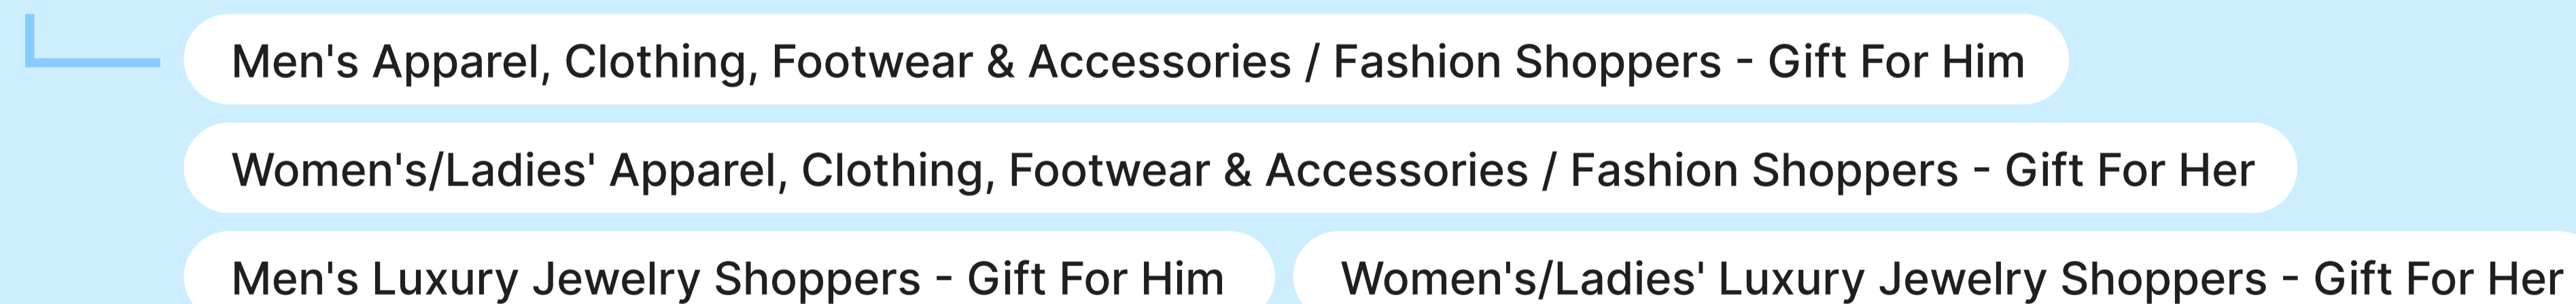 Men's Apparel, Clothing, Footwear & Accessories / Fashion Shoppers - Gift For Him
Women's/Ladies' Apparel, Clothing, Footwear & Accessories / Fashion Shoppers - Gift For Her
Men's Luxury Jewelry Shoppers - Gift For Him Women's/Ladies' Luxury Jewelry Shoppers - Gift For Her